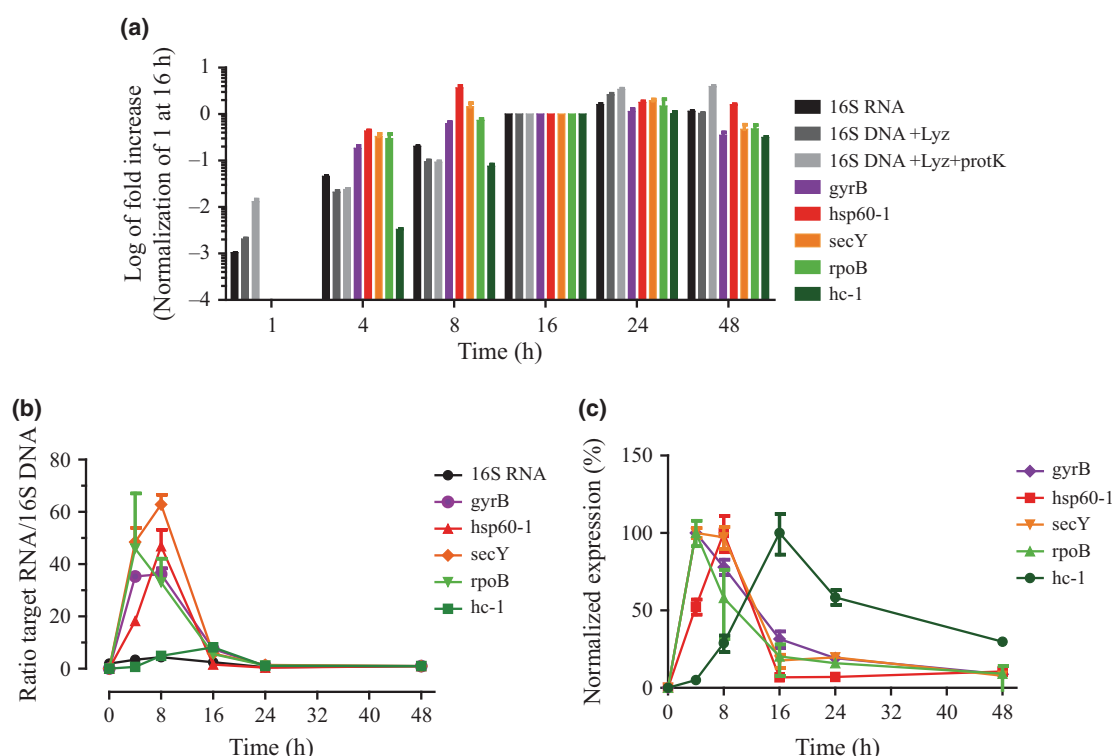 (a)
Log of fold increase
(Normalization of 1 at 16 h)
1
0
–1
–2
–3
–4
1 4 8 16 24 48
Time (h)
16S RNA
16S DNA +Lyz
16S DNA +Lyz+protK
gyrB
hsp60-1
secY
rpoB
hc-1
(b)
Ratio target RNA/16S DNA
80
60
40
20
0
0 8 16 24 32 40 48
Time (h)
16S RNA
gyrB
hsp60-1
secY
rpoB
hc-1
(c)
Normalized expression (%)
150
100
50
0
0 8 16 24 32 40 48
Time (h)
gyrB
hsp60-1
secY
rpoB
hc-1